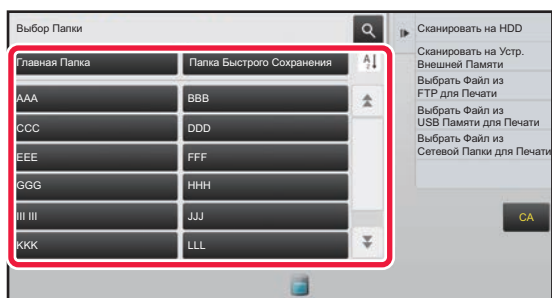 Выбор Папки
Главная Папка
Папка Быстрого Сохранения
AAA
BBB
CCC
DDD
EEE
FFF
GGG
HHH
III III
JJJ
KKK
LLL
Сканировать на HDD
Сканировать на Устр.
Внешней Памяти
Выбрать Файл из
FTP для Печати
Выбрать Файл из
USB Памяти для Печати
Выбрать Файл из
Сетевой Папки для Печати
CA